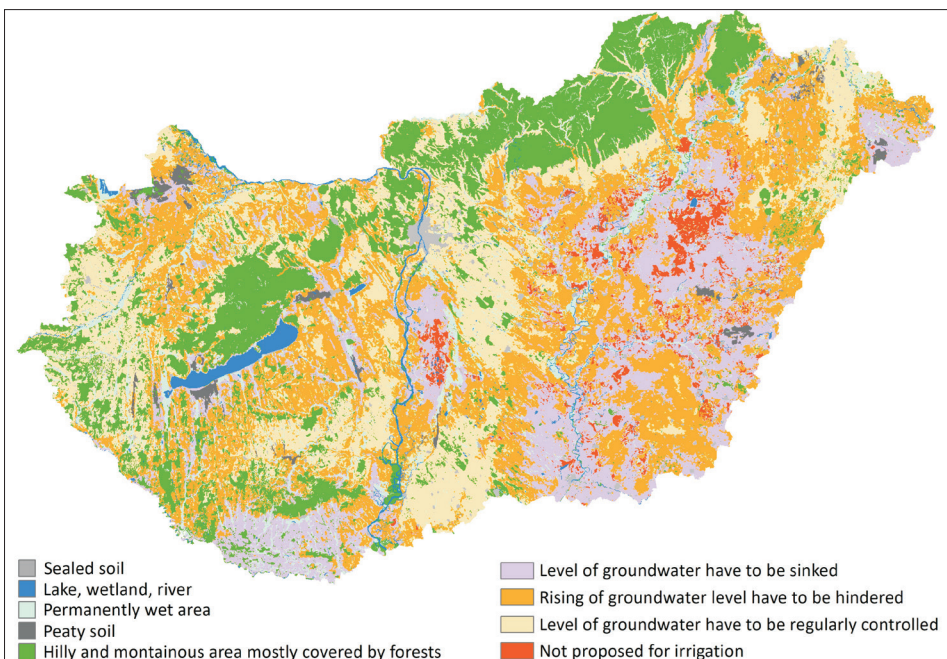 Sealed soil
Lake, wetland, river
Permanently wet area
Peaty soil
Hilly and montainous area mostly covered by forests
Level of groundwater have to be sinked
Rising of groundwater level have to be hindered
Level of groundwater have to be regularly controlled
Not proposed for irrigation